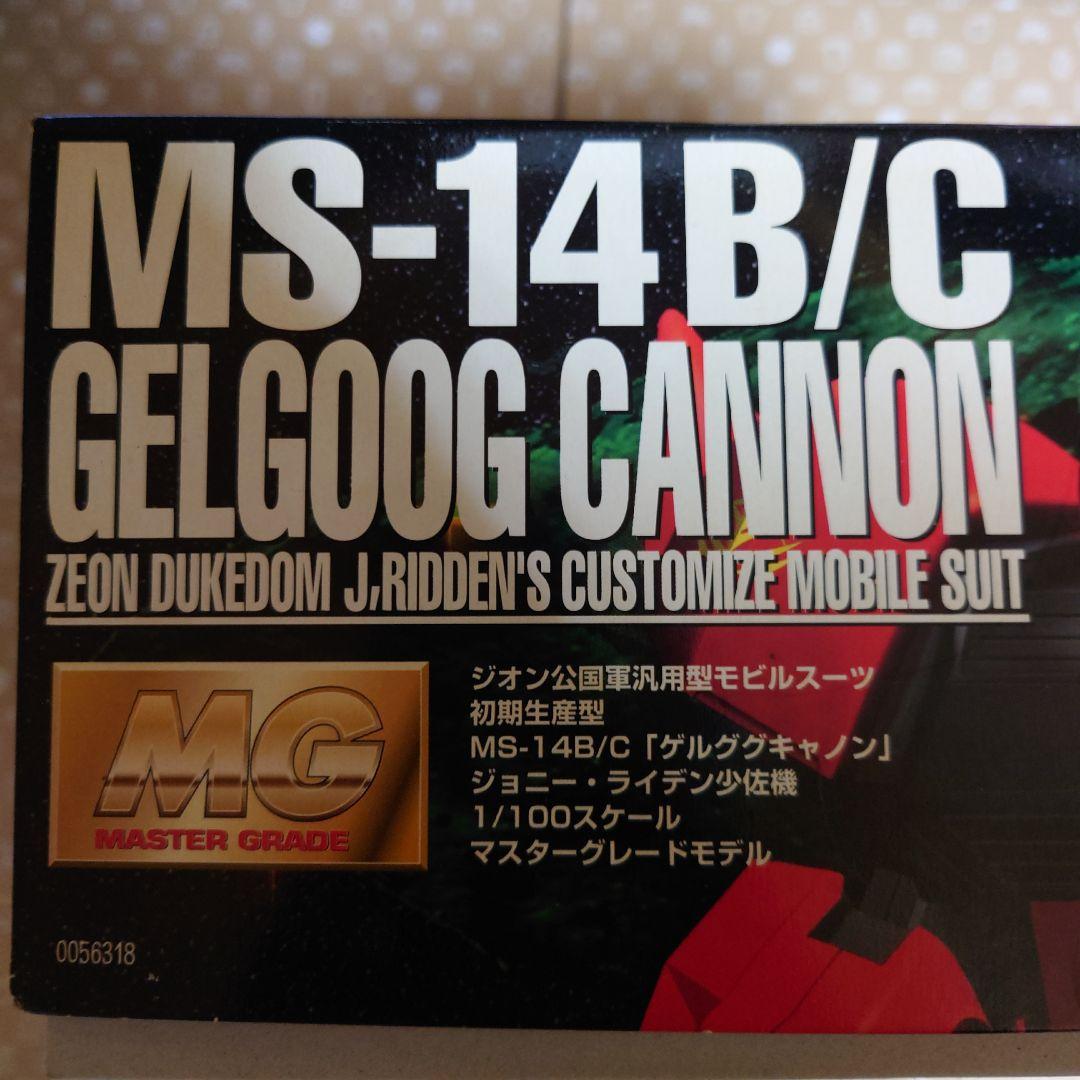 MS-14B/C
GELGOOG CANNON
ZEON DUKEDOM J,RIDDEN'S CUSTOMIZE MOBILE SUIT
MG
MASTER GRADE
ジオン公国軍汎用型モビルスーツ
初期生産型
MS-14B/C「ゲルググキャノン」
ジョニー・ライデン少佐機
1/100スケール
マスターグレードモデル
0056318